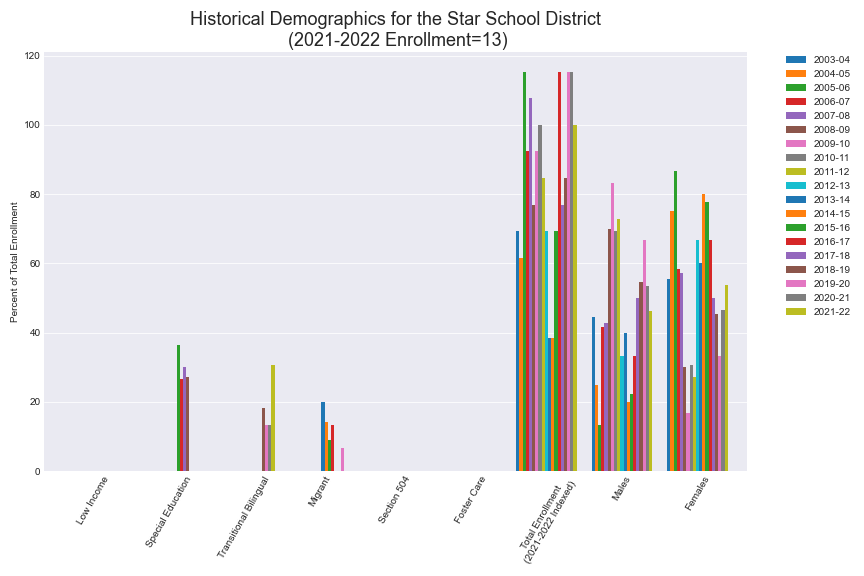 Historical Demographics for the Star School District
(2021-2022 Enrollment=13)
Percent of Total Enrollment
120
100
80
60
40
20
0
Low Income
Special Education
Transitional Bilingual
Migrant
Section 504
Foster Care
Total Enrollment
(2021-2022 Indexed)
Males
Females
2003-04
2004-05
2005-06
2006-07
2007-08
2008-09
2009-10
2010-11
2011-12
2012-13
2013-14
2014-15
2015-16
2016-17
2017-18
2018-19
2019-20
2020-21
2021-22